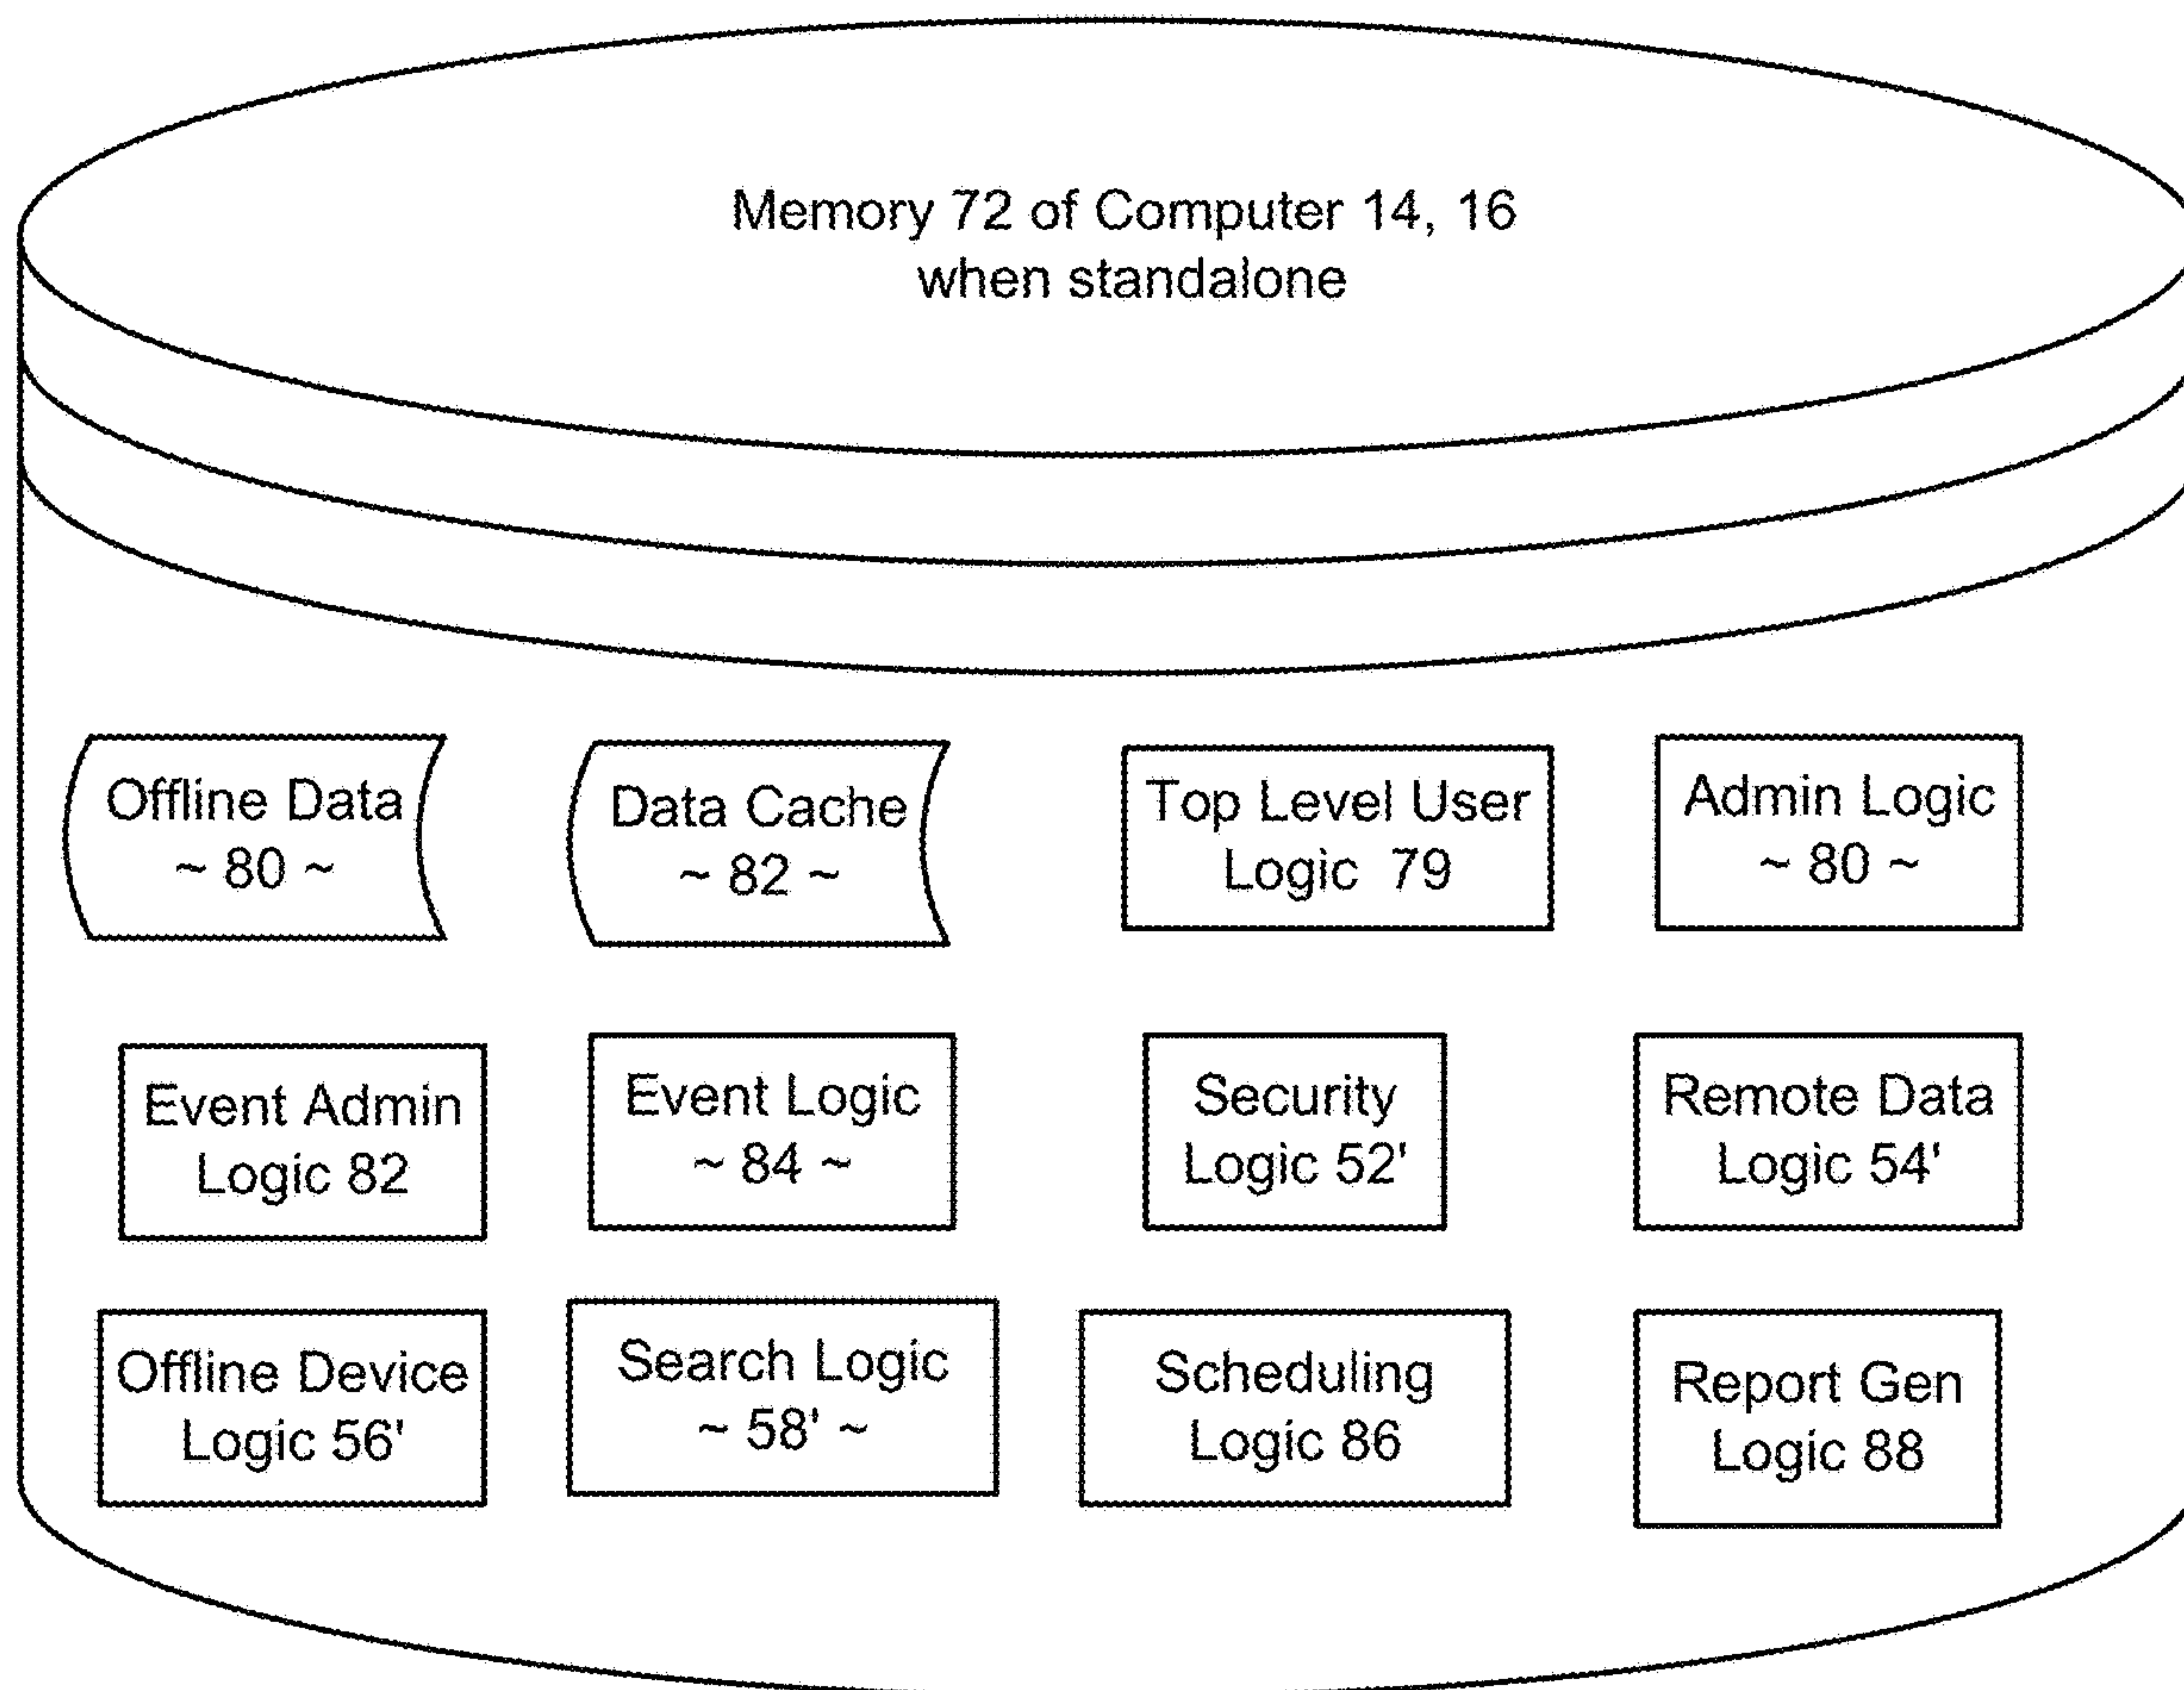 Memory 72 of Computer 14, 16
when standalone
Offline Data
~ 80 ~
Data Cache
~ 82 ~
Top Level User
Logic 79
Admin Logic
~ 80 ~
Event Admin
Logic 82
Event Logic
~ 84 ~
Security
Logic 52'
Remote Data
Logic 54'
Offline Device
Logic 56'
Search Logic
~ 58' ~
Scheduling
Logic 86
Report Gen
Logic 88